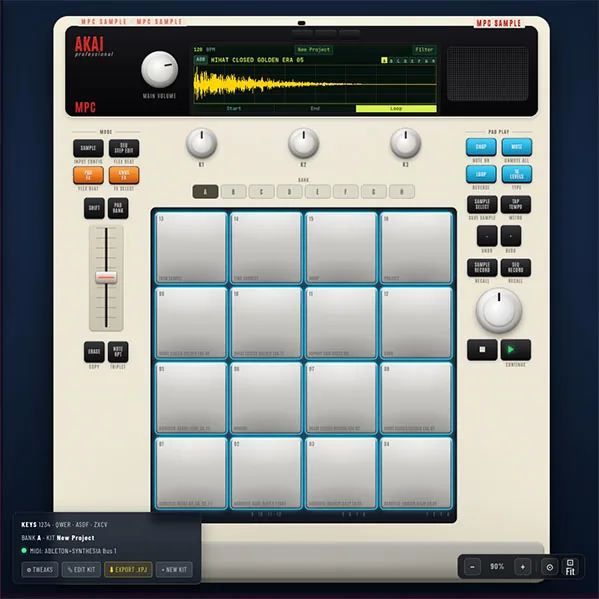 MPC SAMPLE · MPC SAMPLE
MPC SAMPLE
AKAI
professional
MPC
MAIN VOLUME
120 BPM
New Project
Filter
A09 HIHAT CLOSED GOLDEN ERA 05
Start
End
Loop
MODE
SAMPLE
SEQ STEP EDIT
INPUT CONFIG
FLEX BEAT
PAD FX
KNOB FX
FLEX BEAT
FX SELECT
SHIFT
PAD BANK
ERASE
NOTE RPT
COPY
TRIPLET
K1
K2
K3
BANK
A B C D E F G H
PAD PLAY
CHOP
MUTE
NOTE ON
UNMUTE ALL
LOOP
16 LEVELS
REVERSE
TYPE
SAMPLE SELECT
TAP TEMPO
SAVE SAMPLE
METRO
- -
UNDO
REDO
SAMPLE RECORD
SEQ RECORD
RECALL
RECALL
CONTINUE
13
14
15
16
09
10
11
12
05
06
07
08
01
02
03
04
KEYS 1234 · QWER · ASDF · ZXCV
BANK A · KIT New Project
MIDI: ABLETON+SYNTHESIA Bus 1
TWEAKS
EDIT KIT
EXPORT .XPJ
+ NEW KIT
− 90% +
Fit